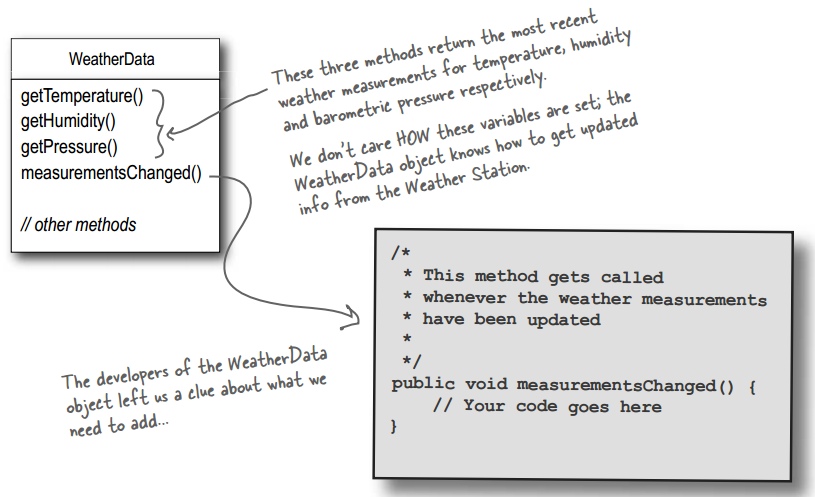 WeatherData
getTemperature()
getHumidity()
getPressure()
measurementsChanged()
// other methods
These three methods return the most recent
weather measurements for temperature, humidity
and barometric pressure respectively.
We don't care HOW these variables are set; the
WeatherData object knows how to get updated
info from the Weather Station.
The developers of the WeatherData
object left us a clue about what we
need to add...
/*
 * This method gets called
 * whenever the weather measurements
 * have been updated
 *
 */
public void measurementsChanged() {
    // Your code goes here
}